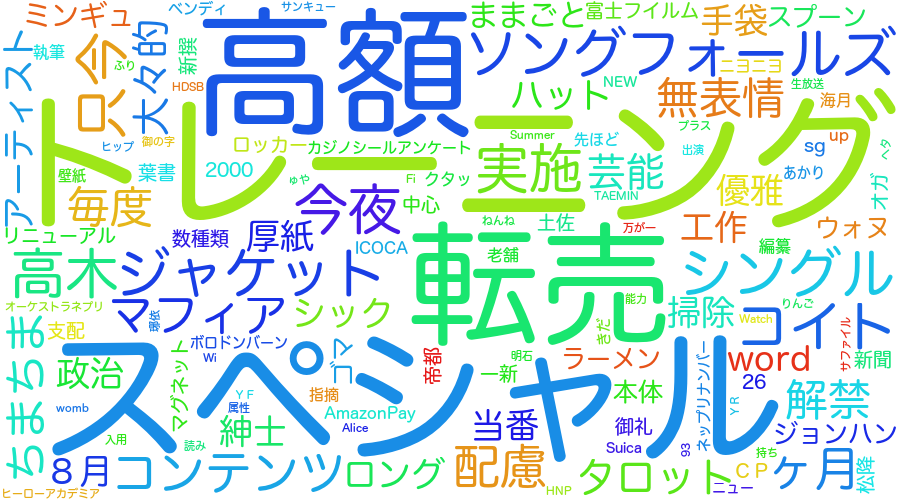 ミンギュ
ベンディ
サンキュー
ままごと
富士フイルム
手袋
スプーン
アーティスト
執筆
只今
ふり
大々的
新撰
高額
ソングフォールズ
ニヨニヨ
HDSB
NEW
ハット
無表情
生放送
海月
トレーニング
ヒップ
御の字
ロッカー
カジノシールアンケート
Summer
先ほど
プラス
up
sg
壁紙
葉書
2000
ゅや
Fi
クタッ
実施
芸能
出演
あかり
ヘタ
オガ
毎度
今夜
中心
TAEMIN
優雅
リニューアル
数種類
厚紙
ICOCA
ねんね
土佐
万が一
工作
ウォヌ
高木
ジャケット
転売
老舗
編纂
シングル
オーケストラネプリ
マフィア
シック
能力
掃除
りんご
コイト
ちまちま
支配
ボロドンバーン
Wi
ゴマ
帝都
明石
きだ
ラーメン
Watch
サファイル
新聞
政治
マグネット
スペシャル
一新
word
womb
ＹＦ
属性
指摘
AmazonPay
本体
26
ネップリナンバー
ＹＲ
解禁
入用
読み
紳士
Alice
当番
御礼
Suica
ジョンハン
８月
コンテンツ
ロング
配慮
HNP
タロット
93
ニュー
ＣＰ
持ち
ヶ月
ヒーローアカデミア